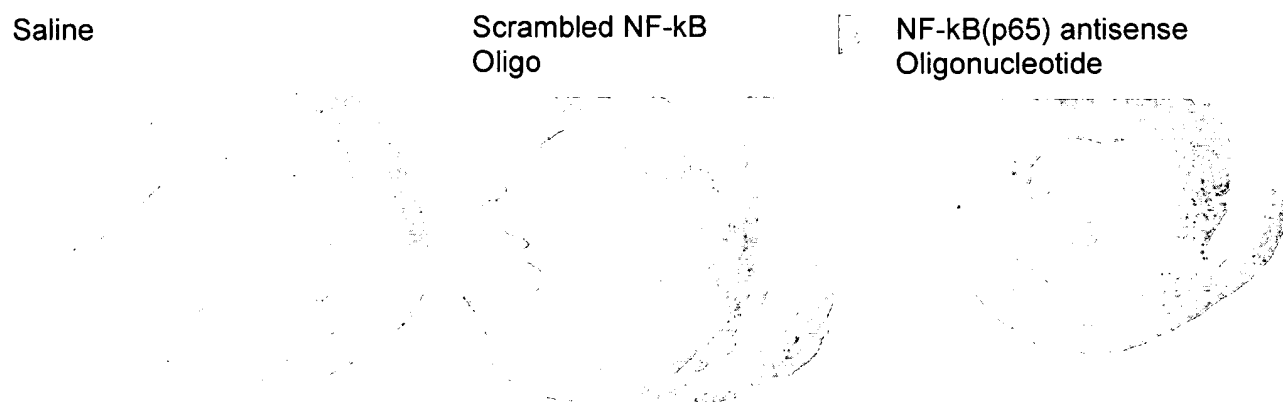 Saline
Scrambled NF-kB
Oligo
NF-kB(p65) antisense
Oligonucleotide